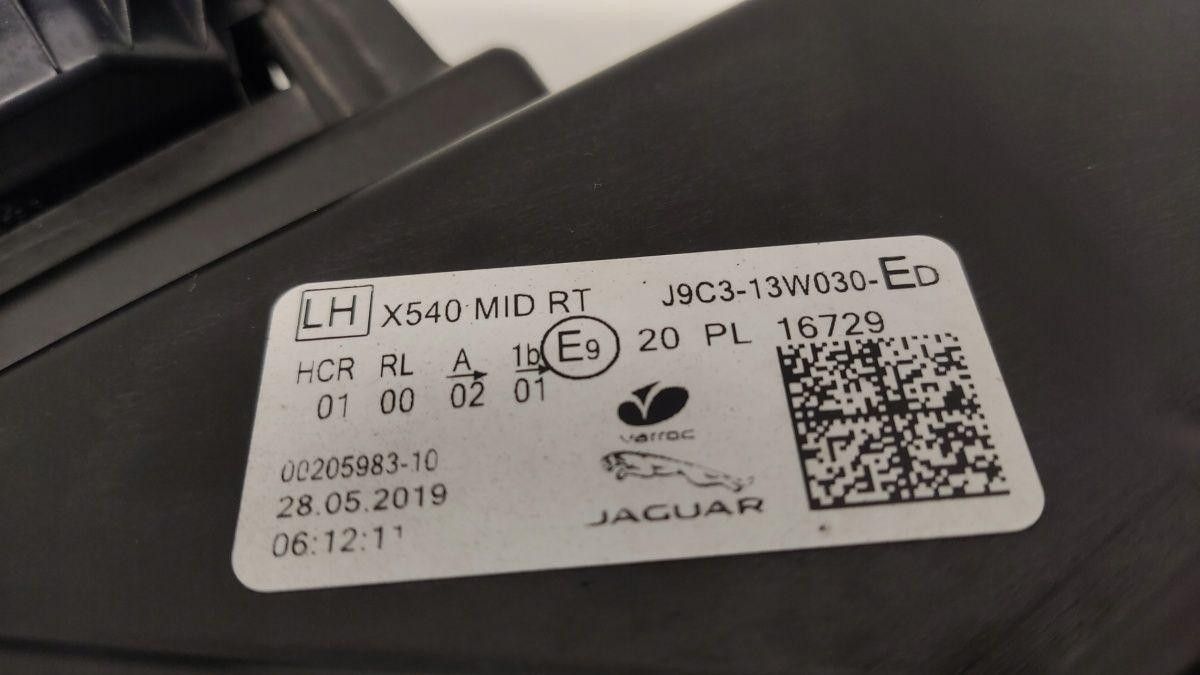 LH X540 MID RT J9C3-13W030-ED
HCR RL A 1b E9 20 PL 16729
01 00 02 01
varroc
00205983-10
28.05.2019
JAGUAR
06:12:11